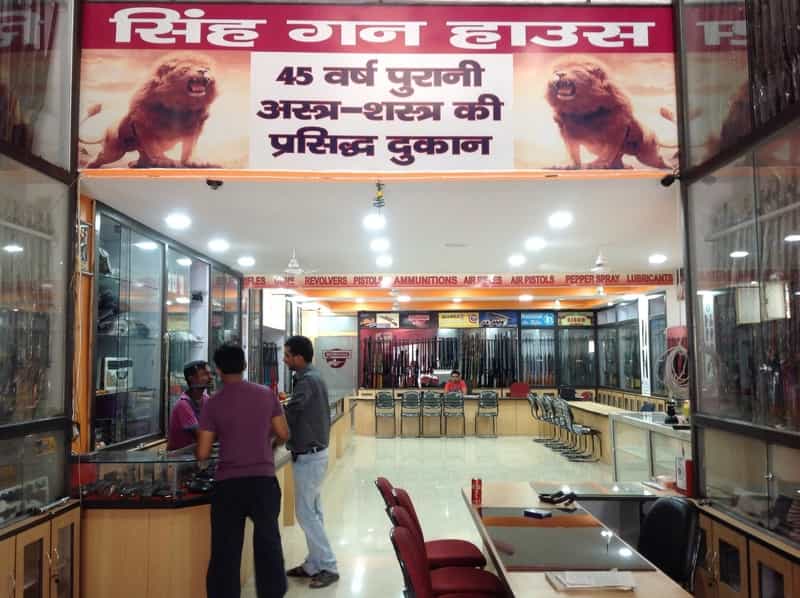 सिंह गन हाउस
45 वर्ष पुरानी
अस्त्र-शस्त्र की
प्रसिद्ध दुकान
REVOLVERS PISTOLS AMMUNITIONS AIR RIFLES AIR PISTOLS PEPPER SPRAY LUBRICANTS